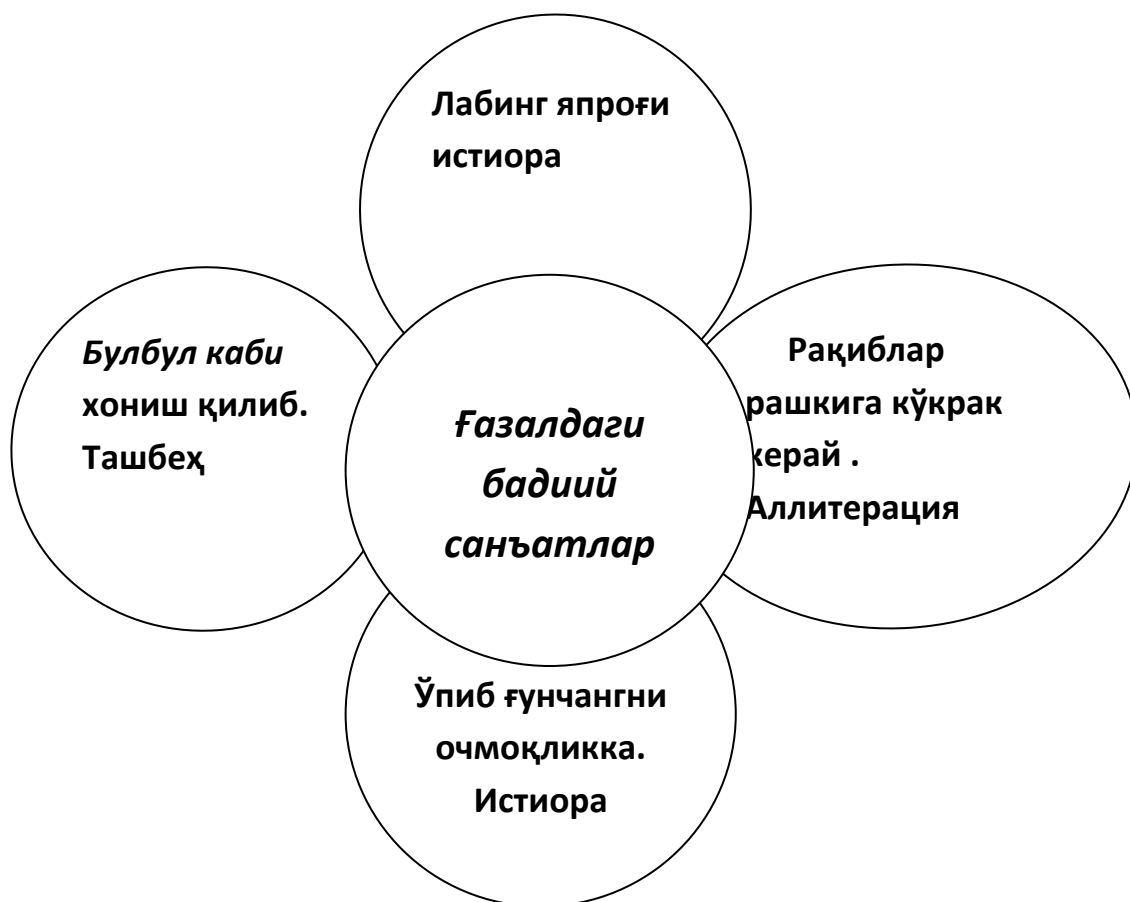 Лабинг япроғи
истиора
Булбул каби
хониш қилиб.
Ташбеҳ
Ғазалдаги
бадиий
санъатлар
Рақиблар
рашкига кўкрак
керай .
Аллитерация
Ўпиб ғунчангни
очмоқликка.
Истиора